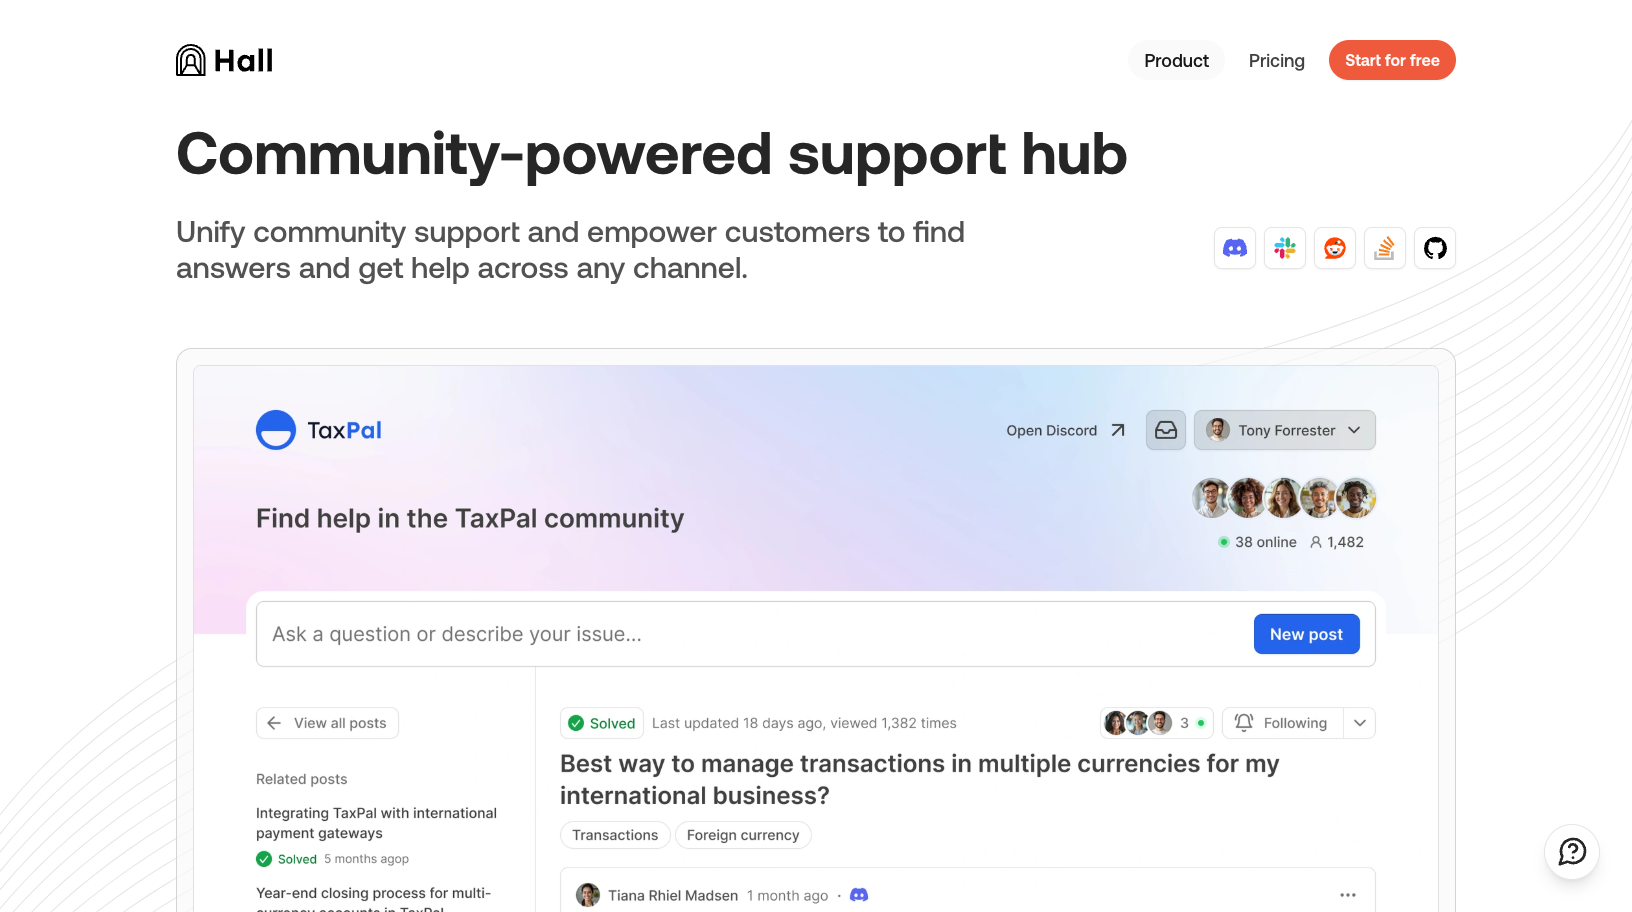 Hall
Product
Pricing
Start for free
Community-powered support hub
Unify community support and empower customers to find
answers and get help across any channel.
TaxPal
Open Discord
Tony Forrester
Find help in the TaxPal community
38 online
1,482
Ask a question or describe your issue...
New post
View all posts
Related posts
Integrating TaxPal with international
payment gateways
Solved 5 months agop
Year-end closing process for multi-
currency accounts in TaxPal
Solved
Last updated 18 days ago, viewed 1,382 times
3
Following
Best way to manage transactions in multiple currencies for my
international business?
Transactions
Foreign currency
Tiana Rhiel Madsen 1 month ago ·